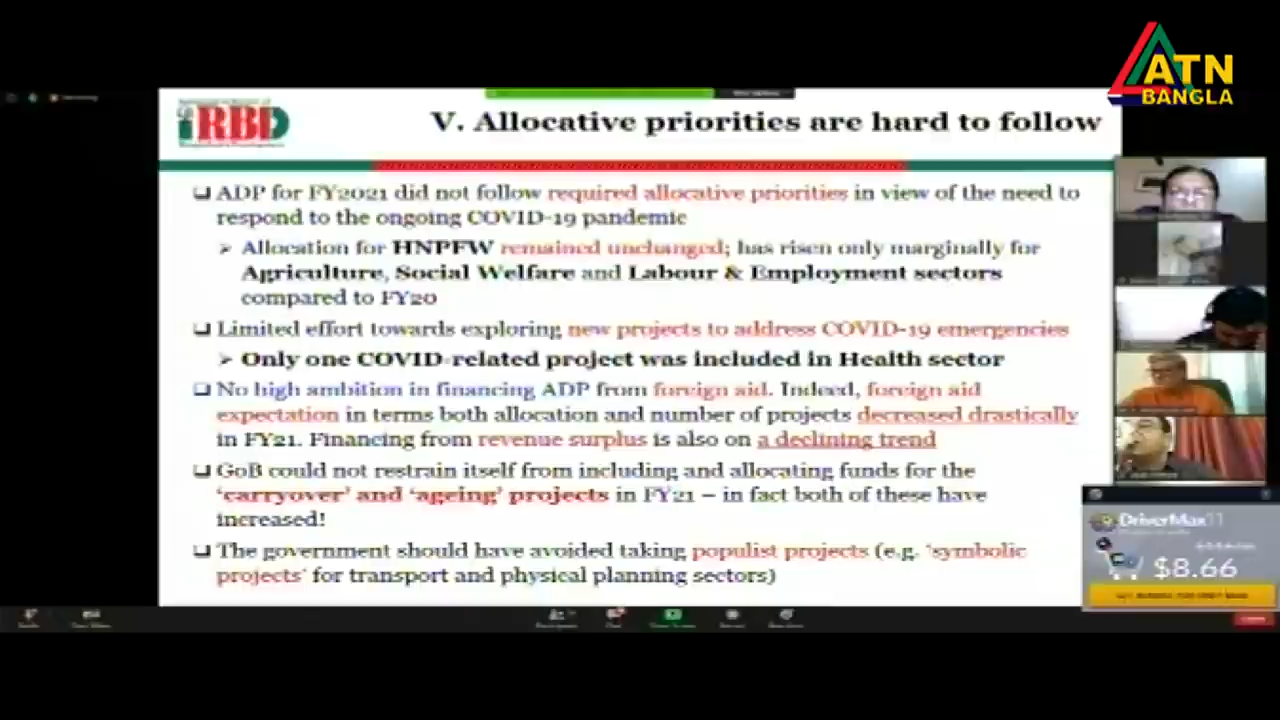 ATN
BANGLA
iRBD
V. Allocative priorities are hard to follow
ADP for FY2021 did not follow required allocative priorities in view of the need to
respond to the ongoing COVID-19 pandemic
Allocation for HNPFW remained unchanged; has risen only marginally for
Agriculture, Social Welfare and Labour & Employment sectors
compared to FY20
Limited effort towards exploring new projects to address COVID-19 emergencies
Only one COVID-related project was included in Health sector
No high ambition in financing ADP from foreign aid. Indeed, foreign aid
expectation in terms both allocation and number of projects decreased drastically
in FY21. Financing from revenue surplus is also on a declining trend
GoB could not restrain itself from including and allocating funds for the
‘carryover’ and ‘ageing’ projects in FY21 – in fact both of these have
increased!
The government should have avoided taking populist projects (e.g. ‘symbolic
projects’ for transport and physical planning sectors)
DriverMax 11
$8.66